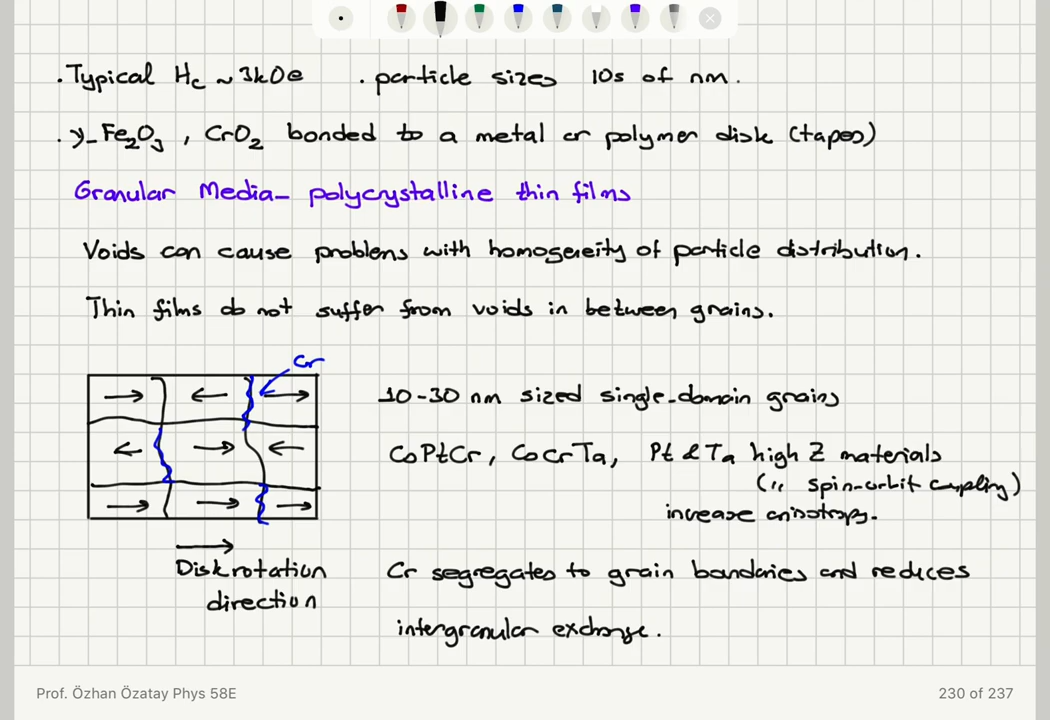 . Typical Hc ~ 3kOe . particle sizes 10s of nm.
. γ-Fe2O3, CrO2 bonded to a metal or polymer disk (tapes)
Granular Media- polycrystalline thin films
Voids can cause problems with homogeneity of particle distribution.
Thin films do not suffer from voids in between grains.
Cr
10-30 nm sized single-domain grains
CoPtCr, CoCrTa, Pt & Ta high Z materials
(" spin-orbit coupling)
increase anisotropy.
Disk rotation
direction
Cr segregates to grain boundaries and reduces
intergranular exchange.
Prof. Özhan Özatay Phys 58E
230 of 237